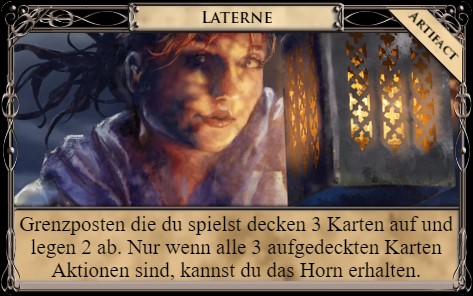 Laterne
Artifact
Grenzposten die du spielst decken 3 Karten auf und
legen 2 ab. Nur wenn alle 3 aufgedeckten Karten
Aktionen sind, kannst du das Horn erhalten.